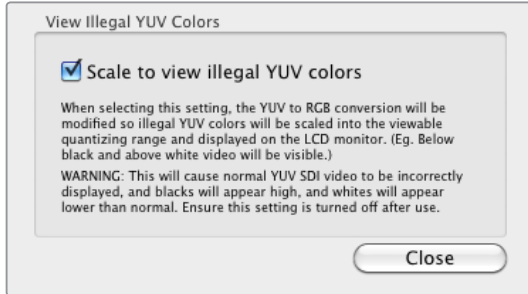 View Illegal YUV Colors
Scale to view illegal YUV colors
When selecting this setting, the YUV to RGB conversion will be
modified so illegal YUV colors will be scaled into the viewable
quantizing range and displayed on the LCD monitor. (Eg. Below
black and above white video will be visible.)
WARNING: This will cause normal YUV SDI video to be incorrectly
displayed, and blacks will appear high, and whites will appear
lower than normal. Ensure this setting is turned off after use.
Close